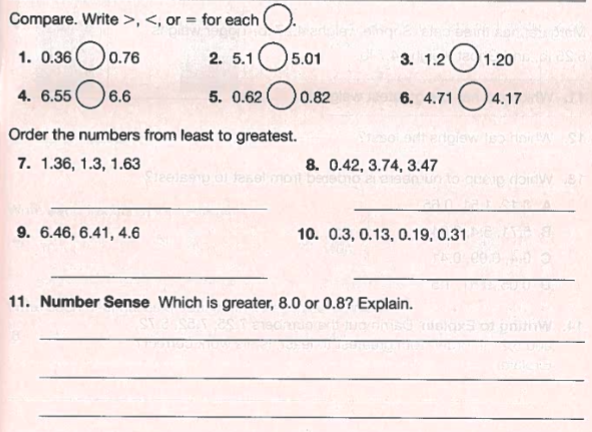 Compare. Write >, <, or = for each ◯.
1. 0.36 ◯ 0.76 2. 5.1 ◯ 5.01 3. 1.2 ◯ 1.20
4. 6.55 ◯ 6.6 5. 0.62 ◯ 0.82 6. 4.71 ◯ 4.17
Order the numbers from least to greatest.
7. 1.36, 1.3, 1.63 8. 0.42, 3.74, 3.47
9. 6.46, 6.41, 4.6 10. 0.3, 0.13, 0.19, 0.31
11. Number Sense Which is greater, 8.0 or 0.8? Explain.